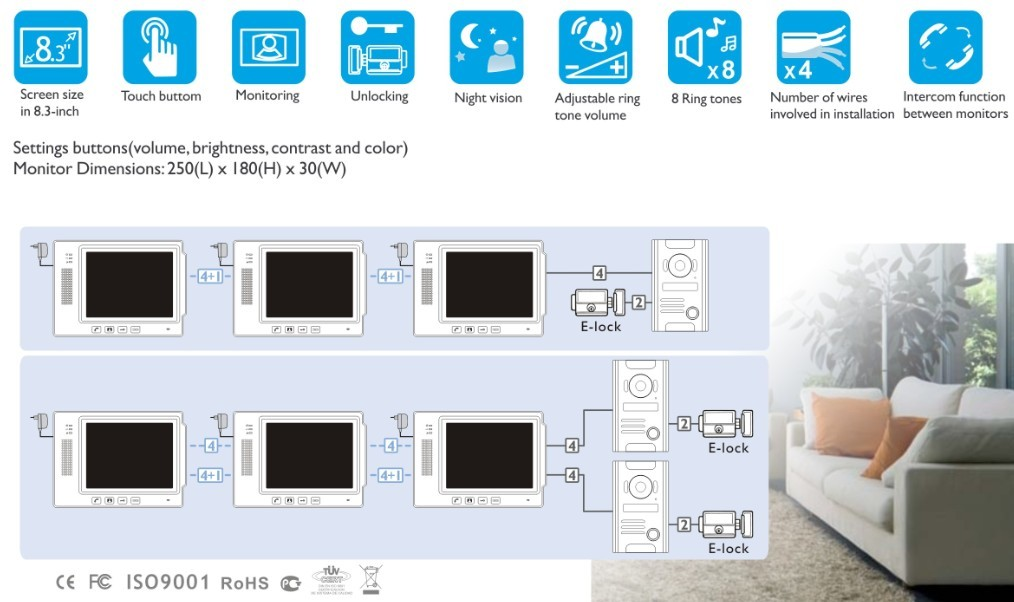 8.3"
x8
x4
Screen size
in 8.3-inch
Touch buttom
Monitoring
Unlocking
Night vision
Adjustable ring
tone volume
8 Ring tones
Number of wires
involved in installation
Intercom function
between monitors
Settings buttons(volume, brightness, contrast and color)
Monitor Dimensions: 250(L) x 180(H) x 30(W)
4+1
4+1
4
2
E-lock
4
4
4
2
E-lock
4+1
4+1
4
2
E-lock
CE FC ISO9001 RoHS
TÜV